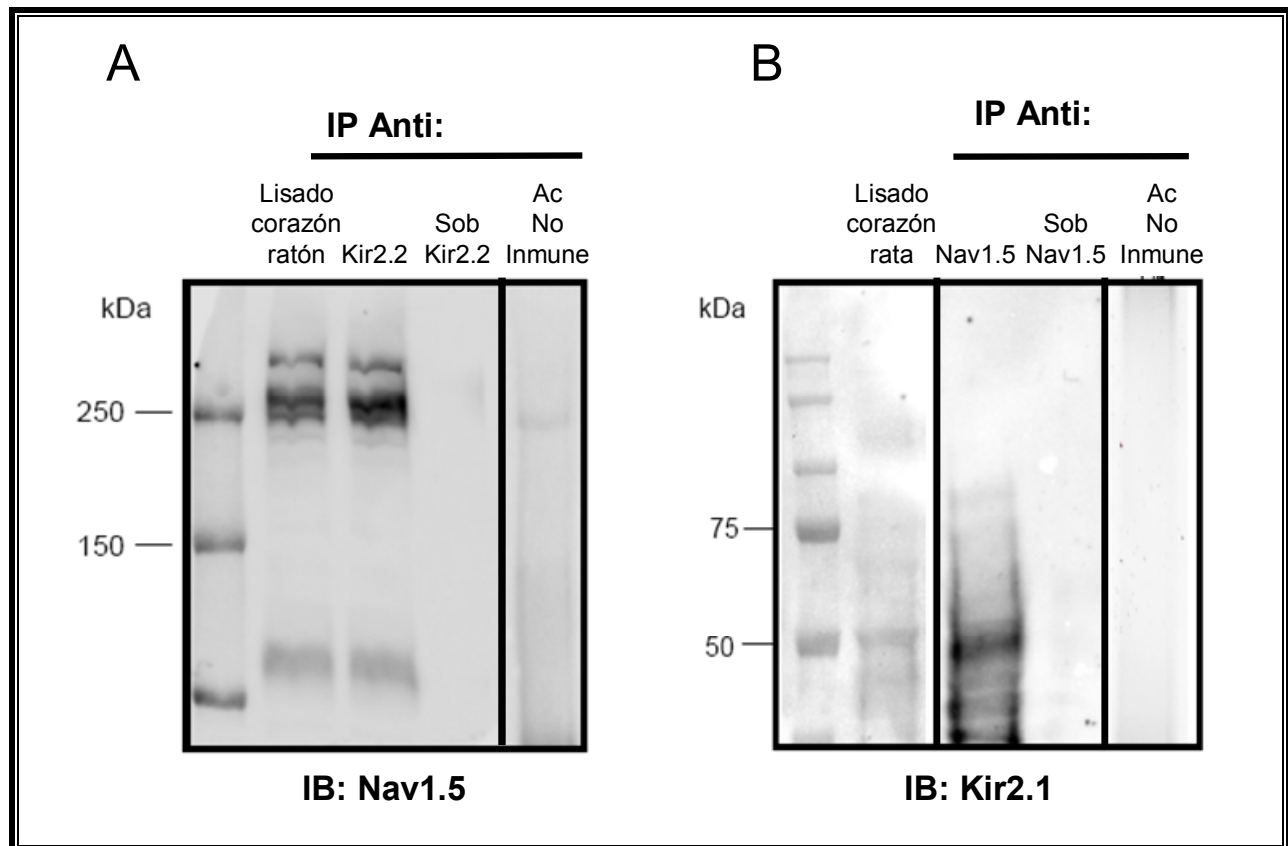 A
IP Anti:
Lisado
corazón
ratón
Kir2.2
Sob
Kir2.2
Ac
No
Inmune
kDa
250
150
IB: Nav1.5
B
IP Anti:
Lisado
corazón
rata
Nav1.5
Sob
Nav1.5
Ac
No
Inmune
kDa
75
50
IB: Kir2.1